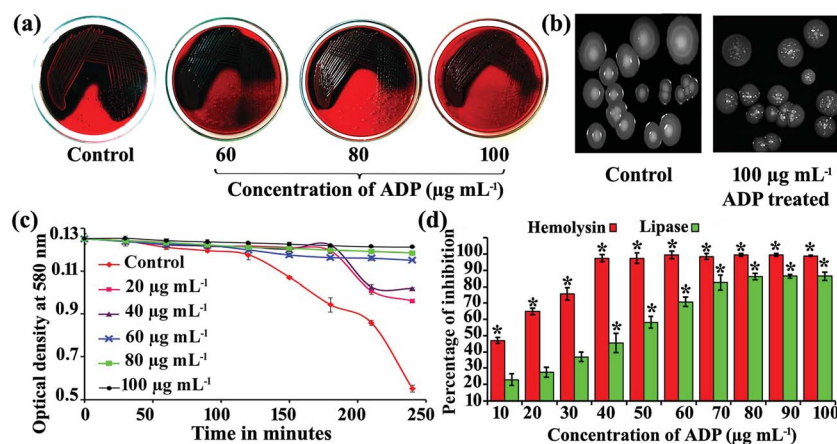 (a)
Control
60
80
100
Concentration of ADP (µg mL⁻¹)
(b)
Control
100 µg mL⁻¹
ADP treated
(c)
Optical density at 580 nm
0.13
0.13
0.1
0.9
0.7
0.5
Control
20 µg mL⁻¹
40 µg mL⁻¹
60 µg mL⁻¹
80 µg mL⁻¹
100 µg mL⁻¹
0 50 100 150 200 250
Time in minutes
(d)
Hemolysin Lipase
Percentage of inhibition
100
90
80
70
60
50
40
30
20
10
0
* * * * * * * * * *
* * * * * * *
10 20 30 40 50 60 70 80 90 100
Concentration of ADP (µg mL⁻¹)